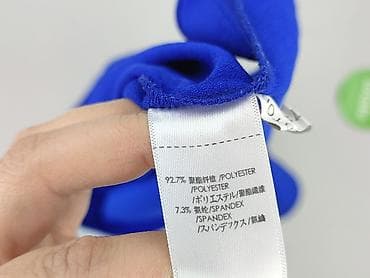 92.7% 聚酯纤维 /POLYESTER
/POLYESTER
/ポリエステル/聚酯纖維
7.3% 氨纶 /SPANDEX
/SPANDEX
/スパンデックス/氨綸